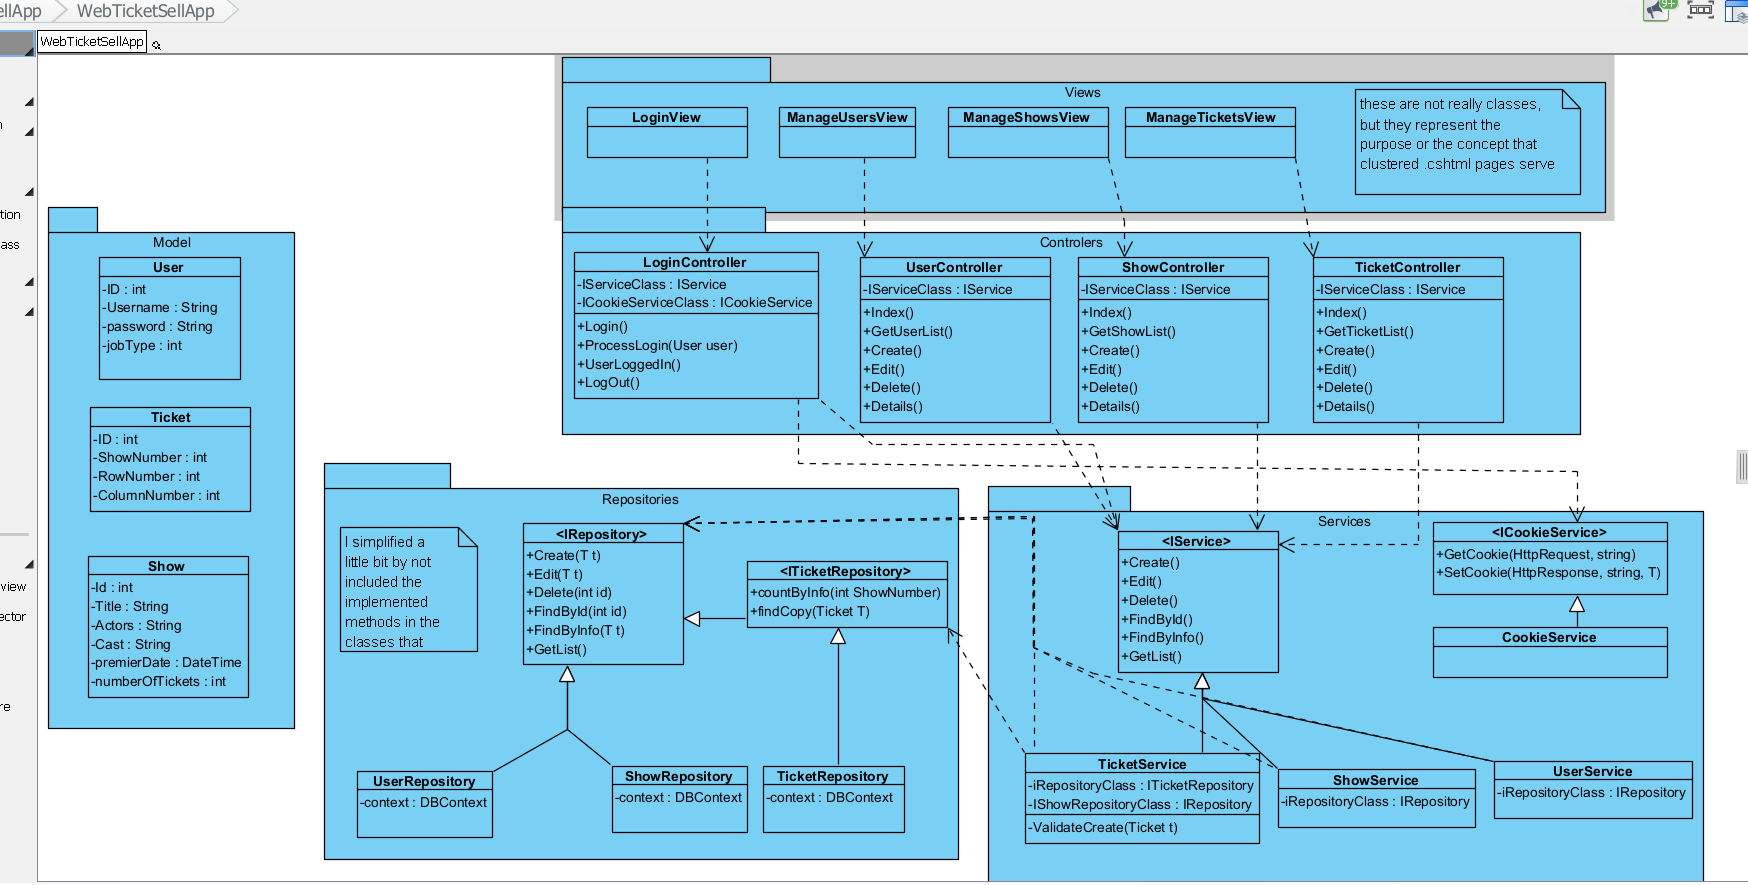 ellApp
WebTicketSellApp
9+
WebTicketSellApp
tion
ass
view
ector
re
Views
LoginView
ManageUsersView
ManageShowsView
ManageTicketsView
these are not really classes,
but they represent the
purpose or the concept that
clustered .cshtml pages serve
Model
User
-ID : int
-Username : String
-password : String
-jobType : int
Ticket
-ID : int
-ShowNumber : int
-RowNumber : int
-ColumnNumber : int
Show
-Id : int
-Title : String
-Actors : String
-Cast : String
-premierDate : DateTime
-numberOfTickets : int
Controlers
LoginController
-IServiceClass : IService
-ICookieServiceClass : ICookieService
+Login()
+ProcessLogin(User user)
+UserLoggedIn()
+LogOut()
UserController
-IServiceClass : IService
+Index()
+GetUserList()
+Create()
+Edit()
+Delete()
+Details()
ShowController
-IServiceClass : IService
+Index()
+GetShowList()
+Create()
+Edit()
+Delete()
+Details()
TicketController
-IServiceClass : IService
+Index()
+GetTicketList()
+Create()
+Edit()
+Delete()
+Details()
Repositories
I simplified a
little bit by not
included the
implemented
methods in the
classes that
<IRepository>
+Create(T t)
+Edit(T t)
+Delete(int id)
+FindById(int id)
+FindByInfo(T t)
+GetList()
<ITicketRepository>
+countByInfo(int ShowNumber)
+findCopy(Ticket T)
UserRepository
-context : DBContext
ShowRepository
-context : DBContext
TicketRepository
-context : DBContext
Services
<IService>
+Create()
+Edit()
+Delete()
+FindById()
+FindByInfo()
+GetList()
<ICookieService>
+GetCookie(HttpRequest, string)
+SetCookie(HttpResponse, string, T)
CookieService
TicketService
-iRepositoryClass : ITicketRepository
-IShowRepositoryClass : IRepository
-ValidateCreate(Ticket t)
ShowService
-iRepositoryClass : IRepository
UserService
-iRepositoryClass : IRepository